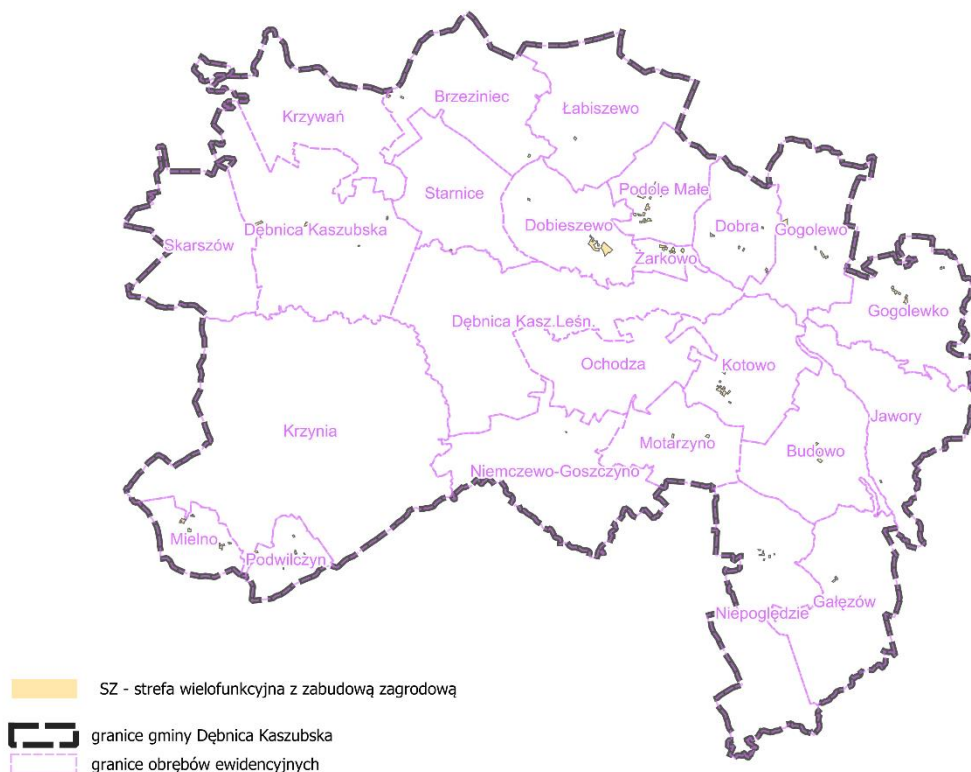 Brzeziniec
Łabiszewo
Krzywań
Starnice
Podole Małe
Skarszów
Dębnica Kaszubska
Dobieszewo
Dobra
Gogolewo
Żarkowo
Gogolewko
Dębnica Kasz.Leśn.
Ochodza
Kotowo
Jawory
Krzynia
Motarzyno
Budowo
Niemczewo-Goszczyno
Mielno
Podwilczyn
Niepoględzie
Gałęzów
SZ - strefa wielofunkcyjna z zabudową zagrodową
granice gminy Dębnica Kaszubska
granice obrębów ewidencyjnych